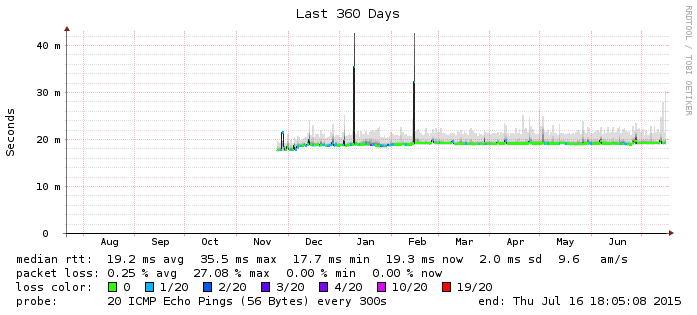 Last 360 Days
RRDTOOL / TOBI OETIKER
Seconds
40 m
30 m
20 m
10 m
0
Aug Sep Oct Nov Dec Jan Feb Mar Apr May Jun
median rtt: 19.2 ms avg 35.5 ms max 17.7 ms min 19.3 ms now 2.0 ms sd 9.6 am/s
packet loss: 0.25 % avg 27.08 % max 0.00 % min 0.00 % now
loss color: 0 1/20 2/20 3/20 4/20 10/20 19/20
probe: 20 ICMP Echo Pings (56 Bytes) every 300s end: Thu Jul 16 18:05:08 2015